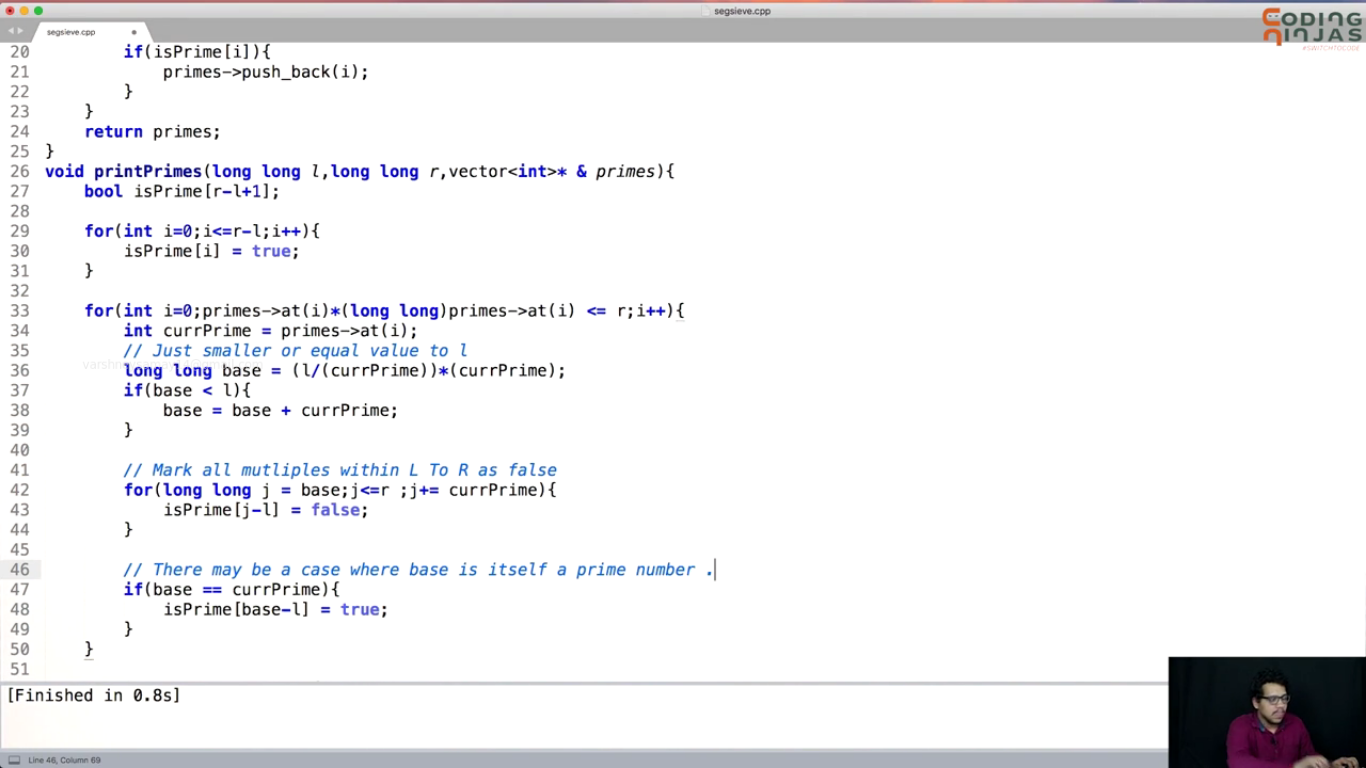 segsieve.cpp
CODING
NINJAS
#SWITCHTOCODE
segsieve.cpp
20 if(isPrime[i]){
21 primes->push_back(i);
22 }
23 }
24 return primes;
25 }
26 void printPrimes(long long l,long long r,vector<int>* & primes){
27 bool isPrime[r-l+1];
28
29 for(int i=0;i<=r-l;i++){
30 isPrime[i] = true;
31 }
32
33 for(int i=0;primes->at(i)*(long long)primes->at(i) <= r;i++){
34 int currPrime = primes->at(i);
35 // Just smaller or equal value to l
36 long long base = (l/(currPrime))*(currPrime);
37 if(base < l){
38 base = base + currPrime;
39 }
40
41 // Mark all mutliples within L To R as false
42 for(long long j = base;j<=r ;j+= currPrime){
43 isPrime[j-l] = false;
44 }
45
46 // There may be a case where base is itself a prime number .
47 if(base == currPrime){
48 isPrime[base-l] = true;
49 }
50 }
51
[Finished in 0.8s]
Line 46, Column 69